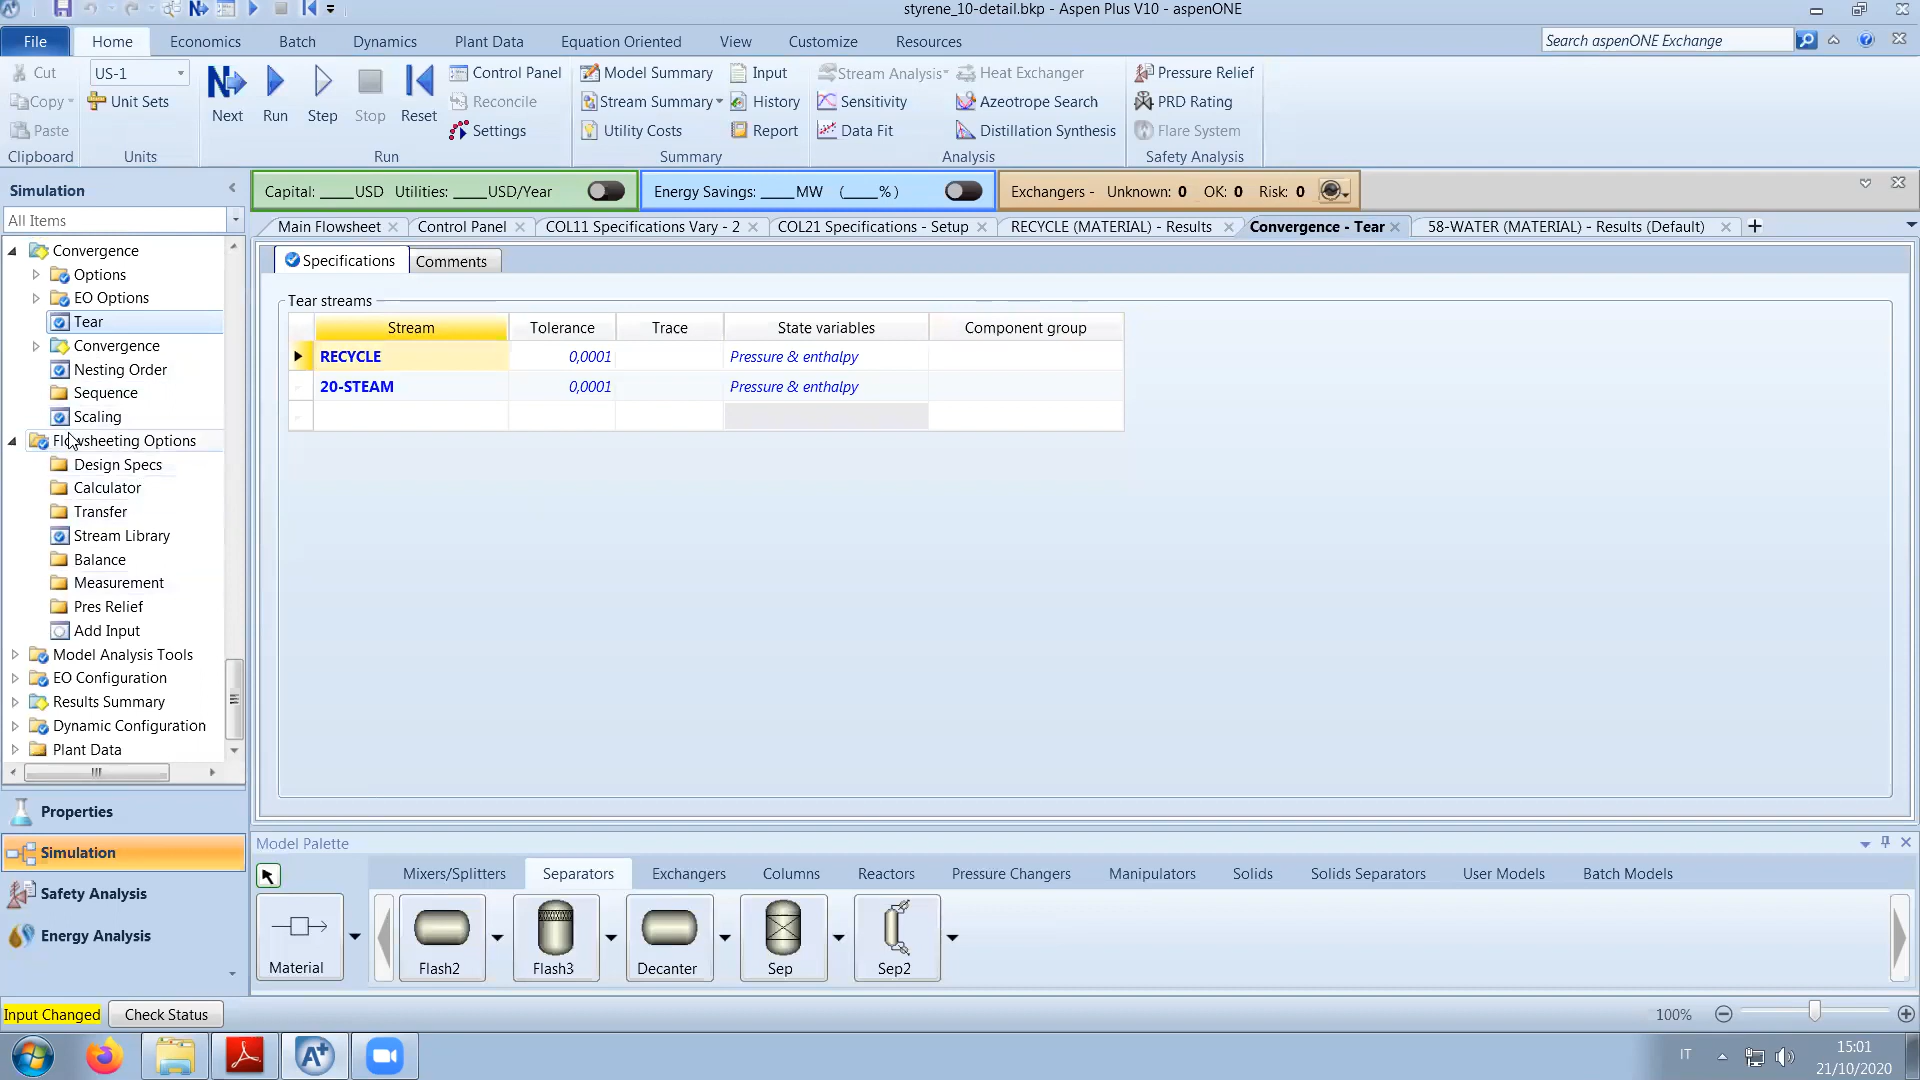 styrene_10-detail.bkp - Aspen Plus V10 - aspenONE
File Home Economics Batch Dynamics Plant Data Equation Oriented View Customize Resources Search aspenONE Exchange
Cut US-1 Control Panel Model Summary Input Stream Analysis Heat Exchanger Pressure Relief
Copy Unit Sets Next Run Step Stop Reset Reconcile Stream Summary History Sensitivity Azeotrope Search PRD Rating
Paste Settings Utility Costs Report Data Fit Distillation Synthesis Flare System
Clipboard Units Run Summary Analysis Safety Analysis
Simulation
Capital: ____USD Utilities: ____USD/Year Energy Savings: ____MW (____%) Exchangers - Unknown: 0 OK: 0 Risk: 0
All Items
Main Flowsheet Control Panel COL11 Specifications Vary - 2 COL21 Specifications - Setup RECYCLE (MATERIAL) - Results Convergence - Tear 58-WATER (MATERIAL) - Results (Default)
Convergence
Options
EO Options
Tear
Convergence
Nesting Order
Sequence
Scaling
Flowsheeting Options
Design Specs
Calculator
Transfer
Stream Library
Balance
Measurement
Pres Relief
Add Input
Model Analysis Tools
EO Configuration
Results Summary
Dynamic Configuration
Plant Data
Specifications Comments
Tear streams
Stream Tolerance Trace State variables Component group
RECYCLE 0,0001 Pressure & enthalpy
20-STEAM 0,0001 Pressure & enthalpy
Properties
Simulation
Safety Analysis
Energy Analysis
Model Palette
Mixers/Splitters Separators Exchangers Columns Reactors Pressure Changers Manipulators Solids Solids Separators User Models Batch Models
Material Flash2 Flash3 Decanter Sep Sep2
Input Changed Check Status 100%
IT 15:01
21/10/2020